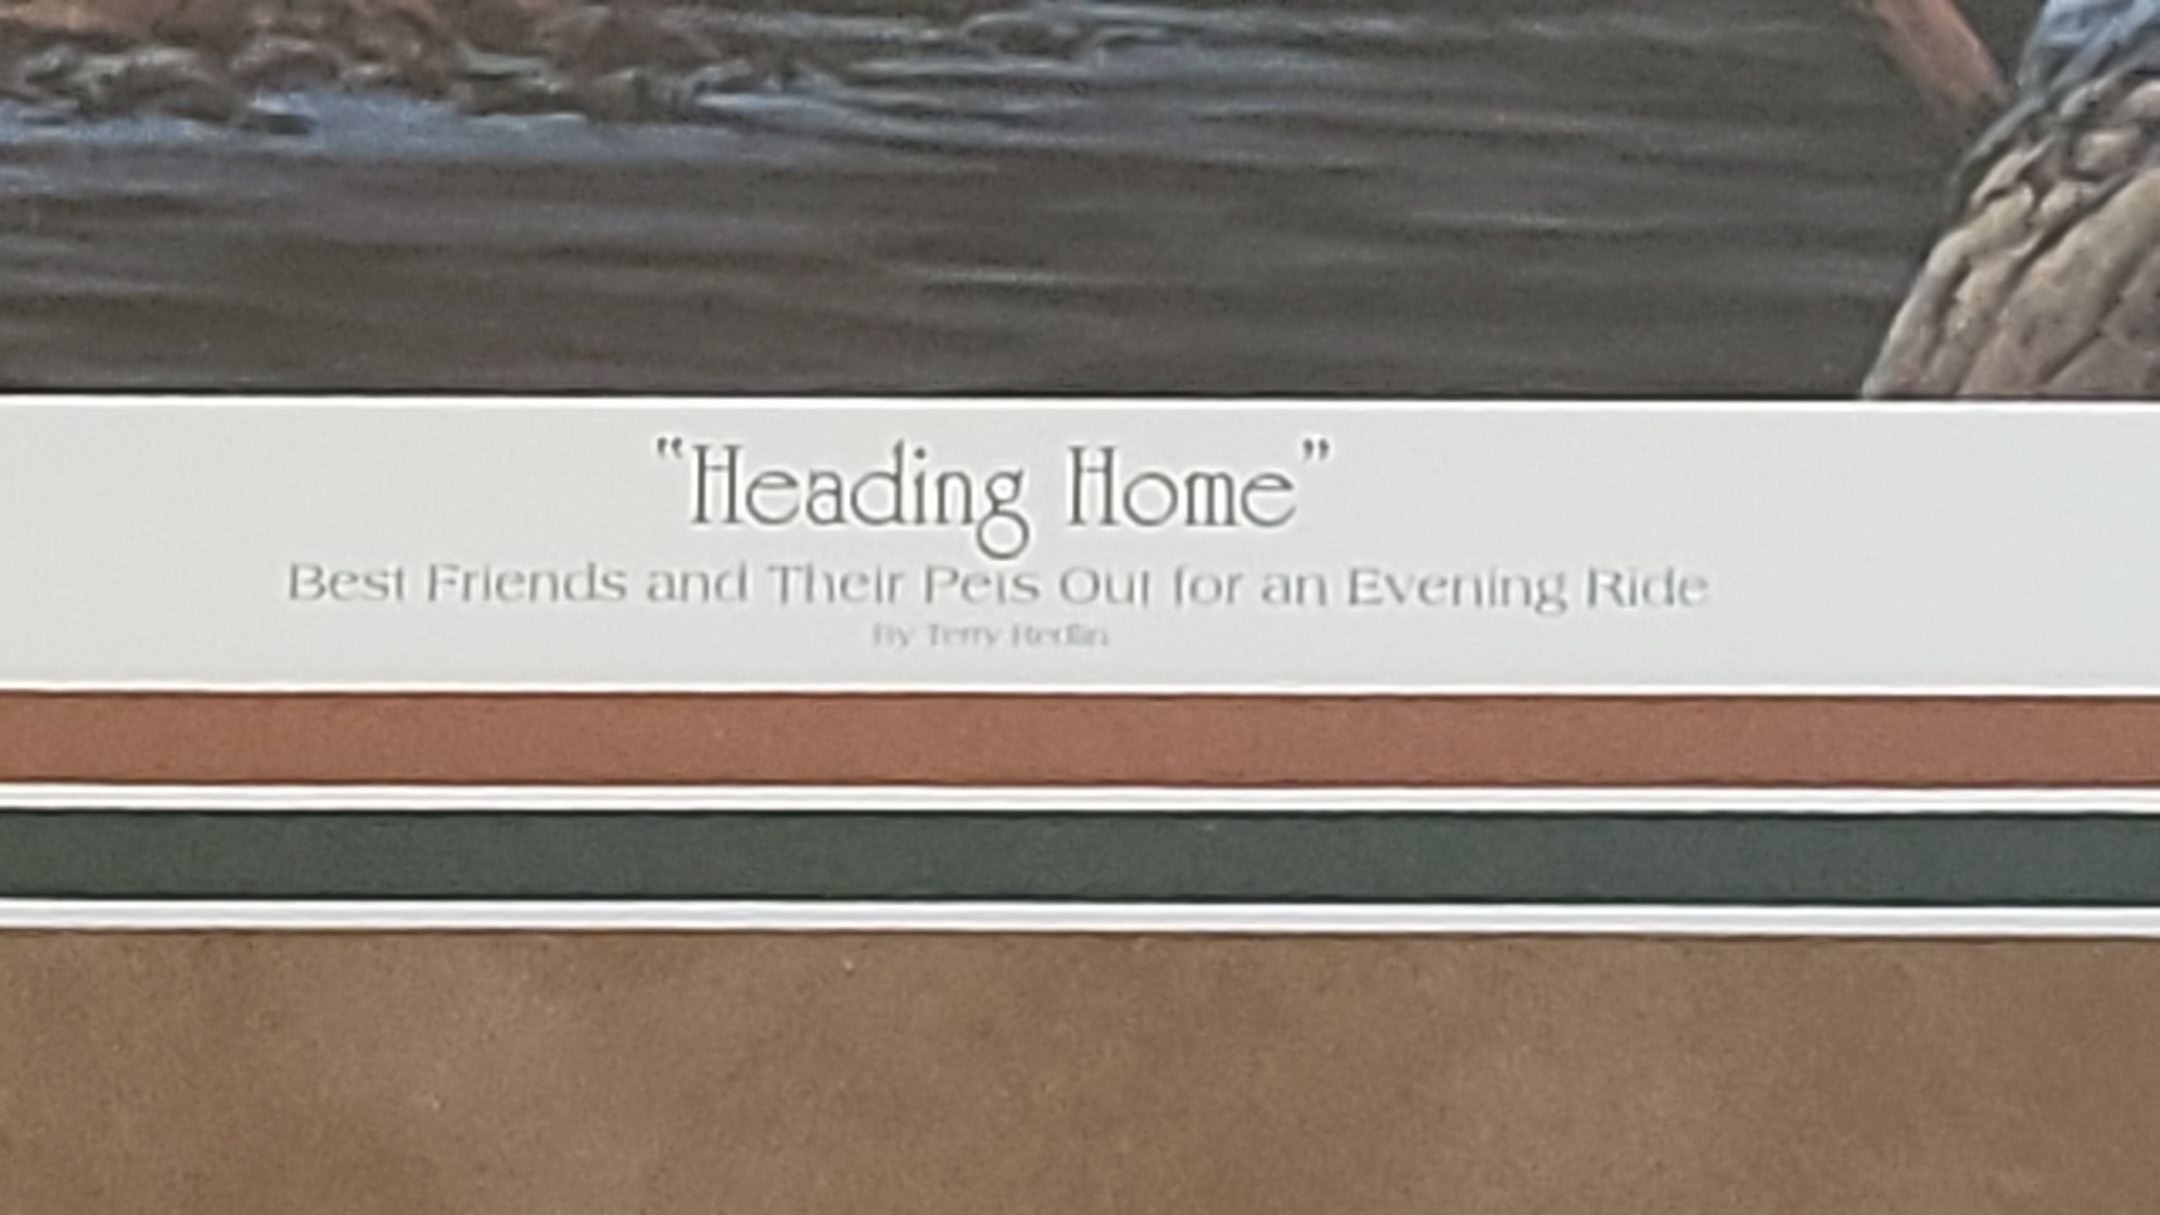 "Heading Home"
Best Friends and Their Pets Out for an Evening Ride
By Terry Redlin